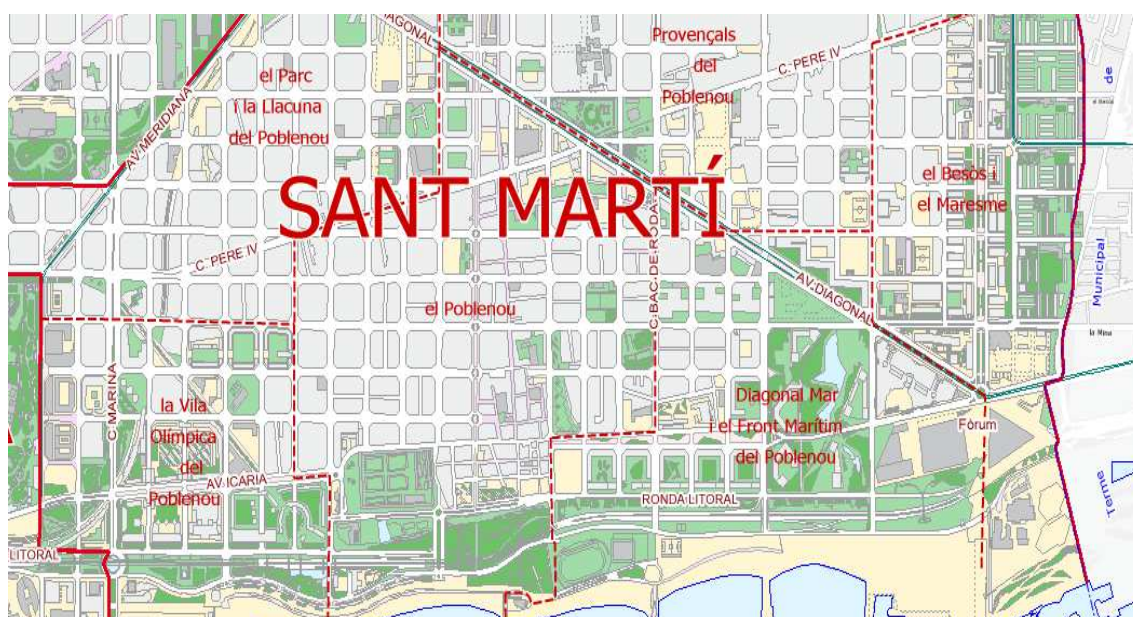 DIAGONAL
Provençals
del
Poblenou
C. PERE IV
el Parc
i la Llacuna
del Poblenou
AV. MERIDIANA
de
SANT MARTÍ
el Besòs i
el Maresme
C. BAC DE RODA
C. PERE IV
Municipal
AV. DIAGONAL
el Poblenou
la Mina
C. MARINA
la Vila
Olímpica
del
Poblenou
Diagonal Mar
i el Front Marítim
del Poblenou
Fòrum
AV. ICÀRIA
RONDA LITORAL
Terme
LITORAL